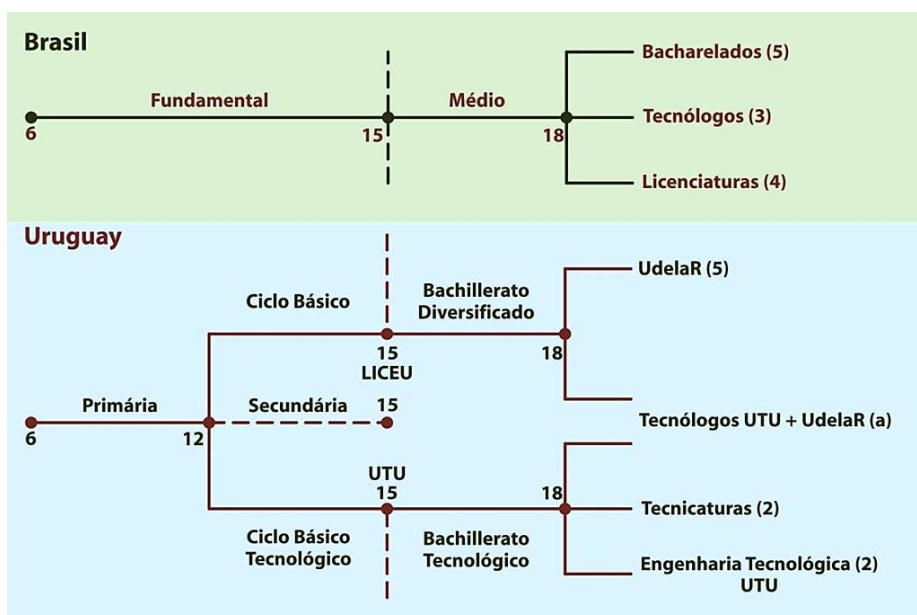 Brasil
Bacharelados (5)
Fundamental
Médio
Tecnólogos (3)
6
15
18
Licenciaturas (4)
Uruguay
UdelaR (5)
Ciclo Básico
Bachillerato
Diversificado
15
18
LICEU
Primária
Secundária
15
6
12
Tecnólogos UTU + UdelaR (a)
UTU
15
18
Tecnicaturas (2)
Ciclo Básico
Tecnológico
Bachillerato
Tecnológico
Engenharia Tecnológica (2)
UTU